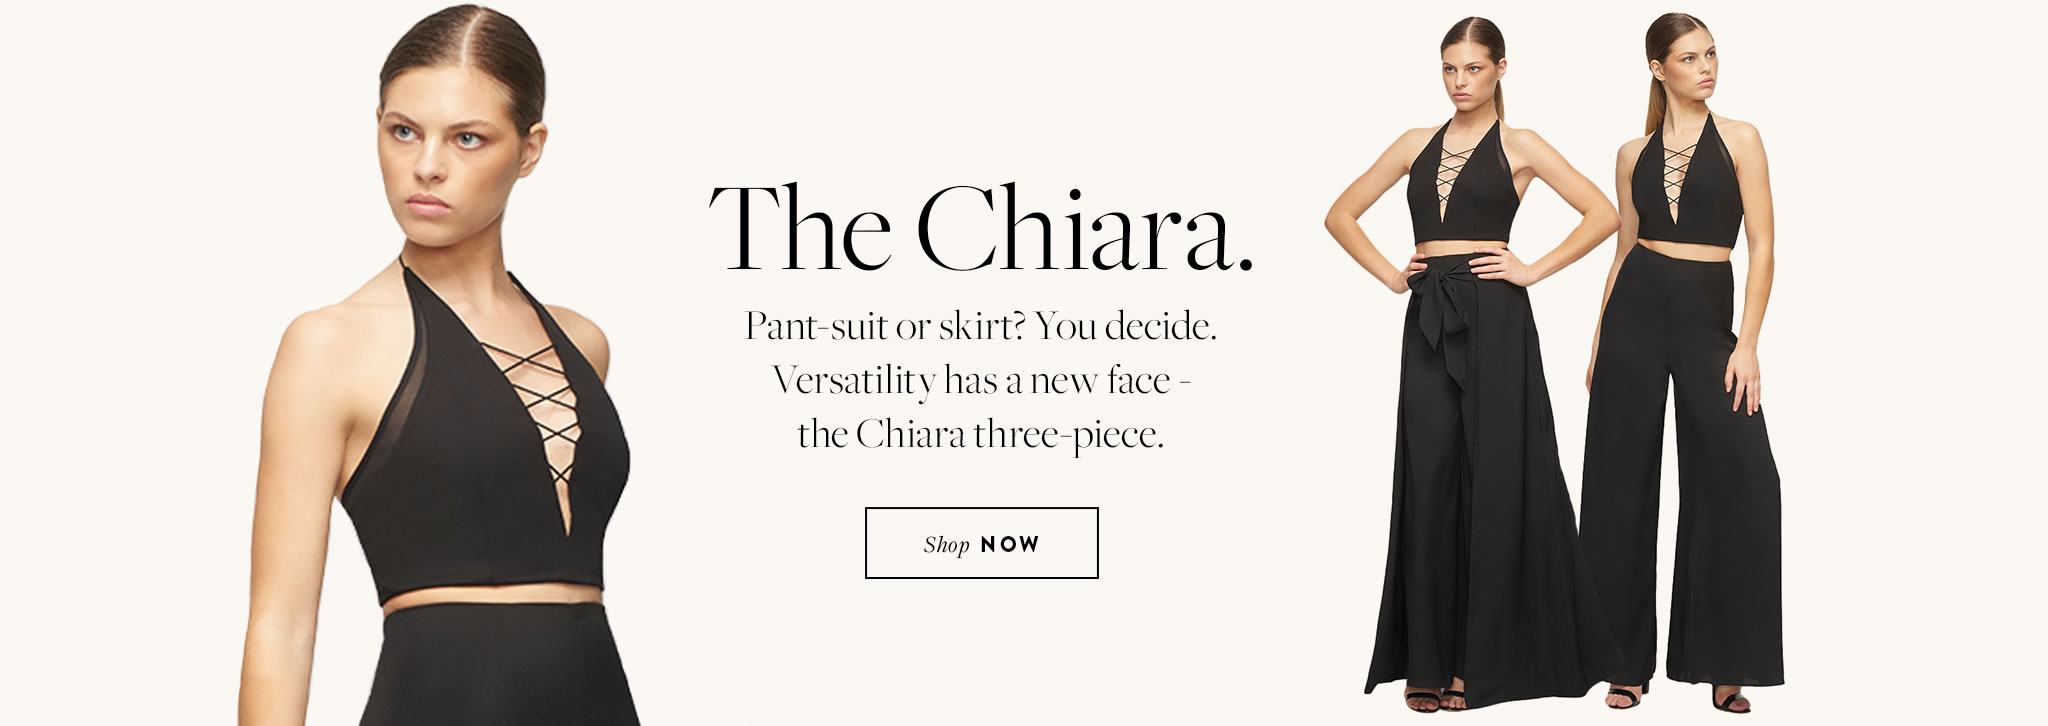 The Chiara.
Pant-suit or skirt? You decide.
Versatility has a new face -
the Chiara three-piece.
Shop NOW